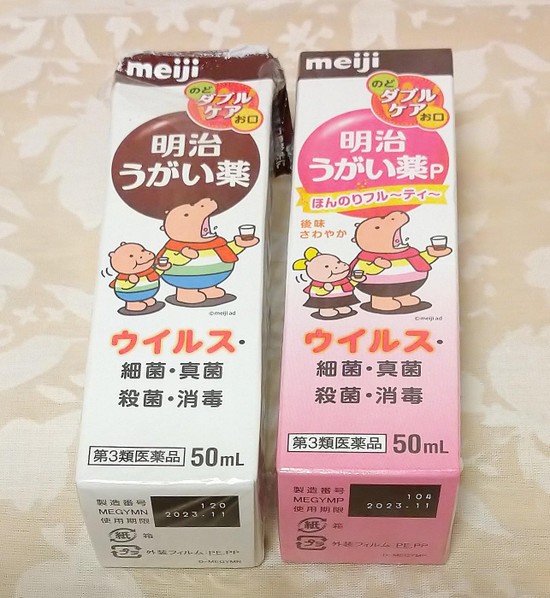 meiji
のど
ダブル
ケア
お口
明治
うがい薬
©meiji ad
ウイルス・
細菌・真菌
殺菌・消毒
第3類医薬品
50mL
製造番号
MEGYMN
使用期限
120
2023.11
紙 箱
プラ 外装フィルム:PE,PP
G-MEGYMN
meiji
のど
ダブル
ケア
お口
明治
うがい薬P
ほんのりフル〜ティ〜
後味
さわやか
©meiji ad
ウイルス・
細菌・真菌
殺菌・消毒
第3類医薬品
50mL
製造番号
MEGYMP
使用期限
104
2023.11
紙 箱
プラ 外装フィルム:PE,PP
G-MEGYMP